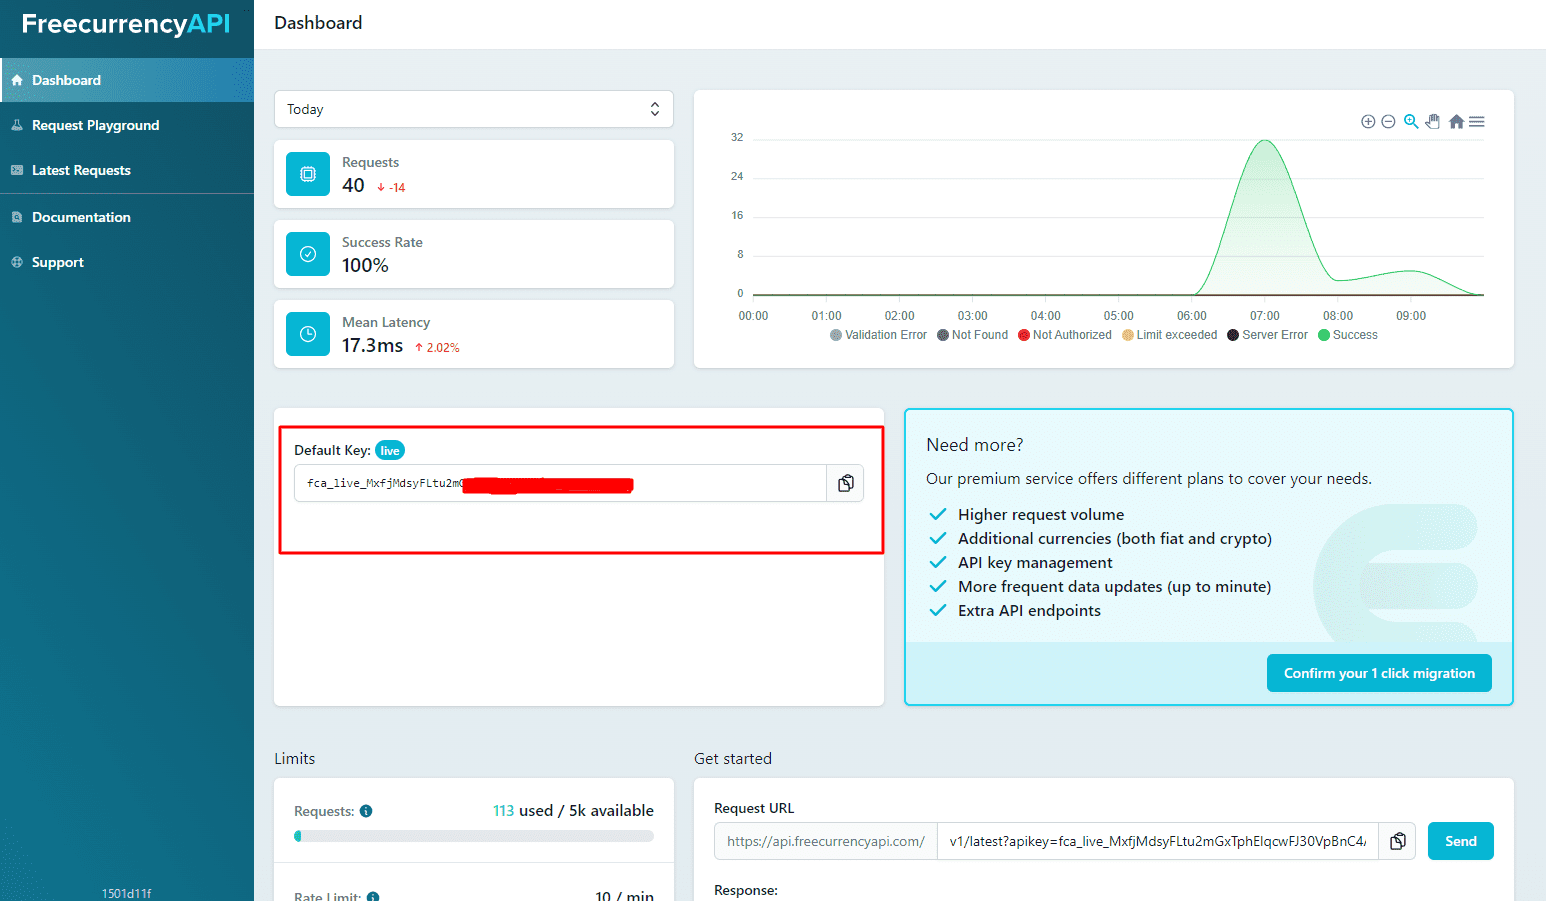 FreecurrencyAPI
Dashboard
Dashboard
Request Playground
Latest Requests
Documentation
Support
1501d11f
Today
Requests
40 ↓ -14
Success Rate
100%
Mean Latency
17.3ms ↑ 2.02%
32
24
16
8
0
00:00 01:00 02:00 03:00 04:00 05:00 06:00 07:00 08:00 09:00
Validation Error Not Found Not Authorized Limit exceeded Server Error Success
Default Key: live
fca_live_MxfjMdsyFLtu2m
Need more?
Our premium service offers different plans to cover your needs.
Higher request volume
Additional currencies (both fiat and crypto)
API key management
More frequent data updates (up to minute)
Extra API endpoints
Confirm your 1 click migration
Limits
Requests: 113 used / 5k available
Rate Limit: 10 / min
Get started
Request URL
https://api.freecurrencyapi.com/ v1/latest?apikey=fca_live_MxfjMdsyFLtu2mGxTphElqcwFJ30VpBnC4
Send
Response: